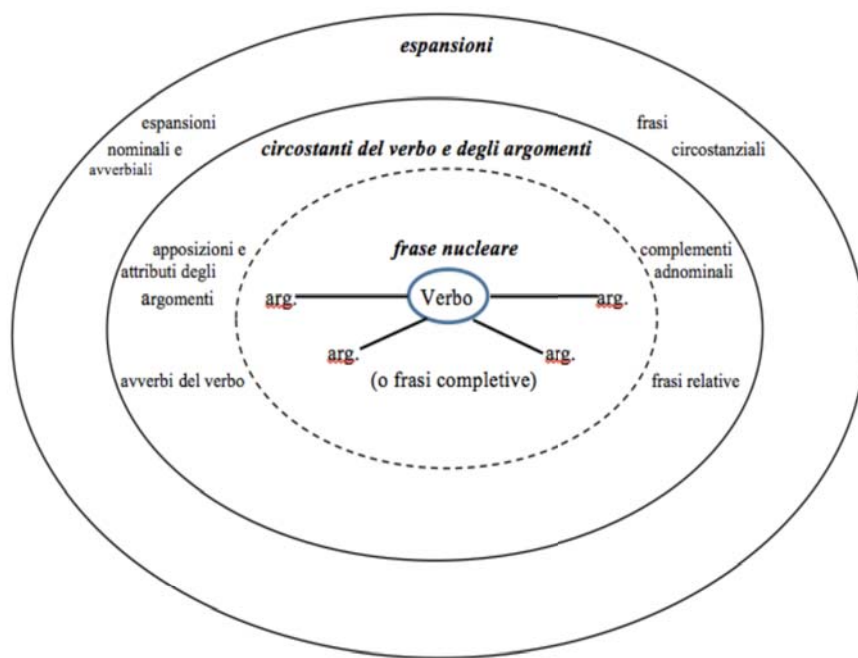 espansioni
espansioni
nominali e
avverbiali
frasi
circostanziali
circostanti del verbo e degli argomenti
apposizioni e
attributi degli
argomenti
frase nucleare
complementi
adnominali
arg.
Verbo
arg.
arg.
arg.
avverbi del verbo
(o frasi completive)
frasi relative